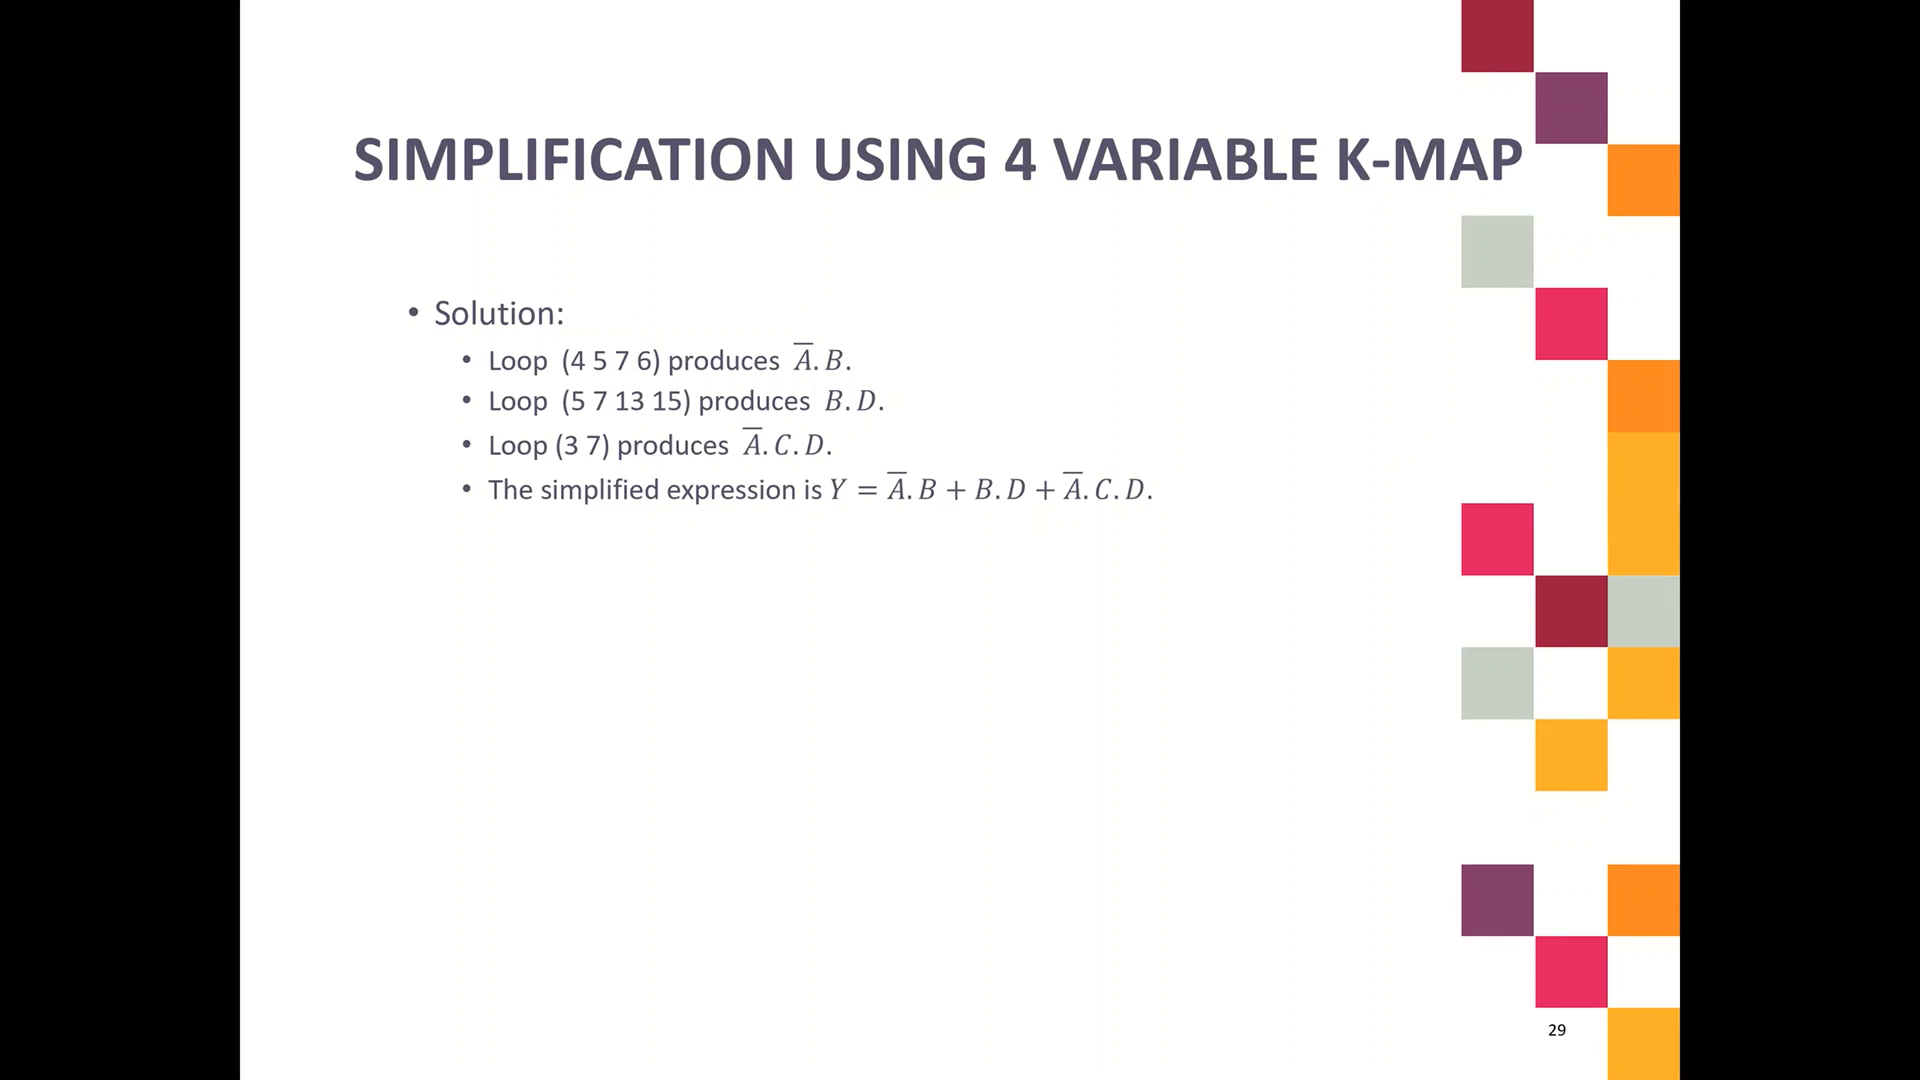 SIMPLIFICATION USING 4 VARIABLE K-MAP
• Solution:
• Loop (4 5 7 6) produces A̅.B.
• Loop (5 7 13 15) produces B.D.
• Loop (3 7) produces A̅.C.D.
• The simplified expression is Y = A̅.B + B.D + A̅.C.D.
29